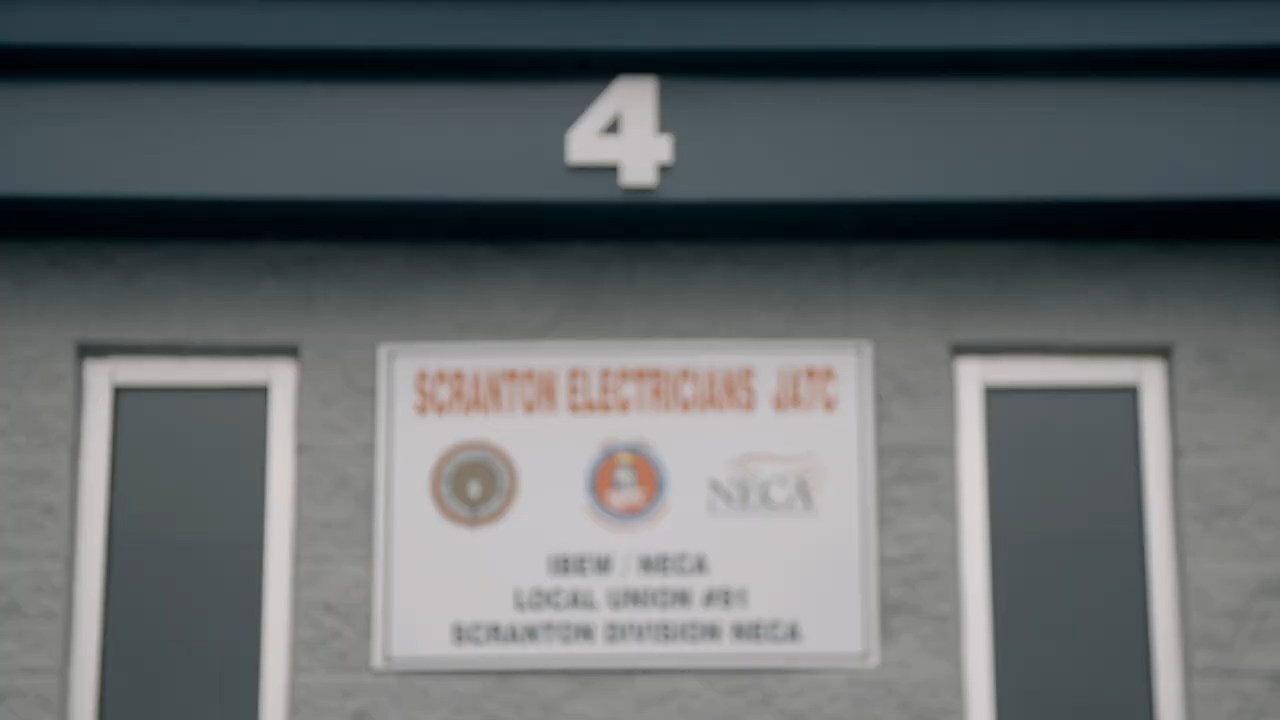 4
SCRANTON ELECTRICIANS JATC
NECA
IBEW / NECA
LOCAL UNION #81
SCRANTON DIVISION NECA